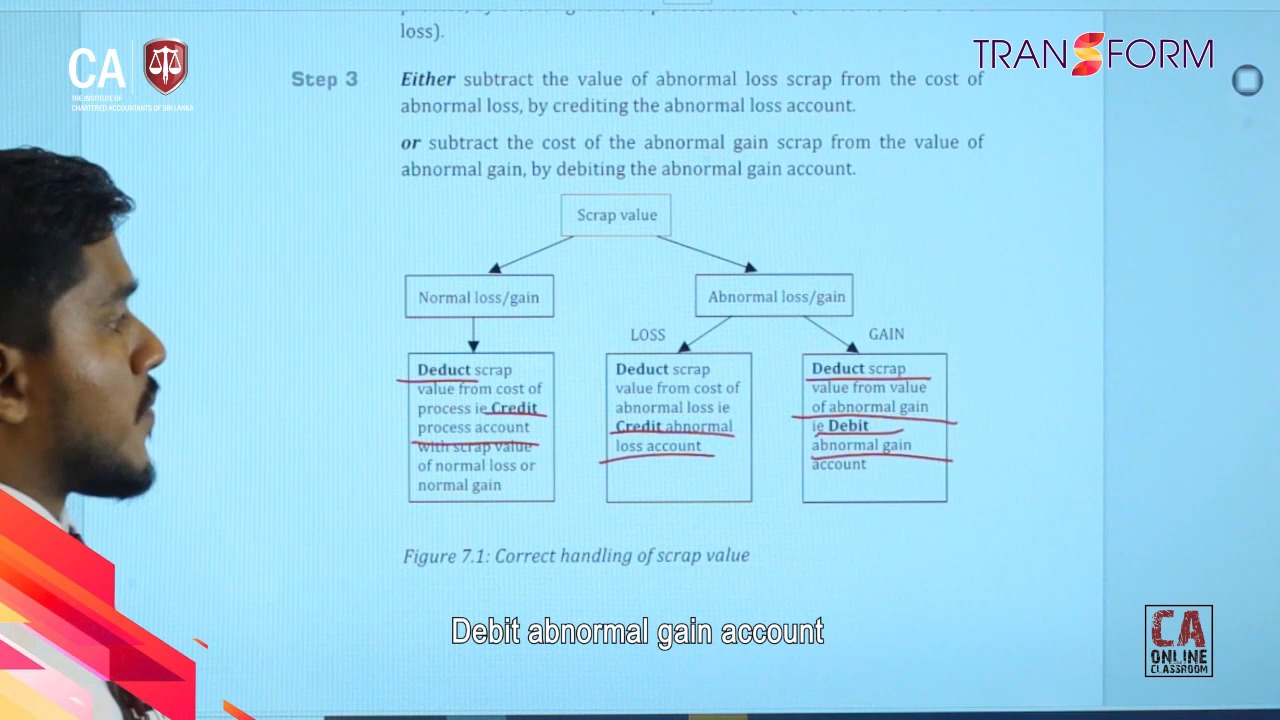 CA
THE INSTITUTE OF
CHARTERED ACCOUNTANTS OF SRI LANKA
TRANSFORM
loss).
Step 3
Either subtract the value of abnormal loss scrap from the cost of
abnormal loss, by crediting the abnormal loss account.
or subtract the cost of the abnormal gain scrap from the value of
abnormal gain, by debiting the abnormal gain account.
Scrap value
Normal loss/gain
Abnormal loss/gain
LOSS
GAIN
Deduct scrap
value from cost of
process ie Credit
process account
with scrap value
of normal loss or
normal gain
Deduct scrap
value from cost of
abnormal loss ie
Credit abnormal
loss account
Deduct scrap
value from value
of abnormal gain
ie Debit
abnormal gain
account
Figure 7.1: Correct handling of scrap value
Debit abnormal gain account
CA
ONLINE
CLASSROOM